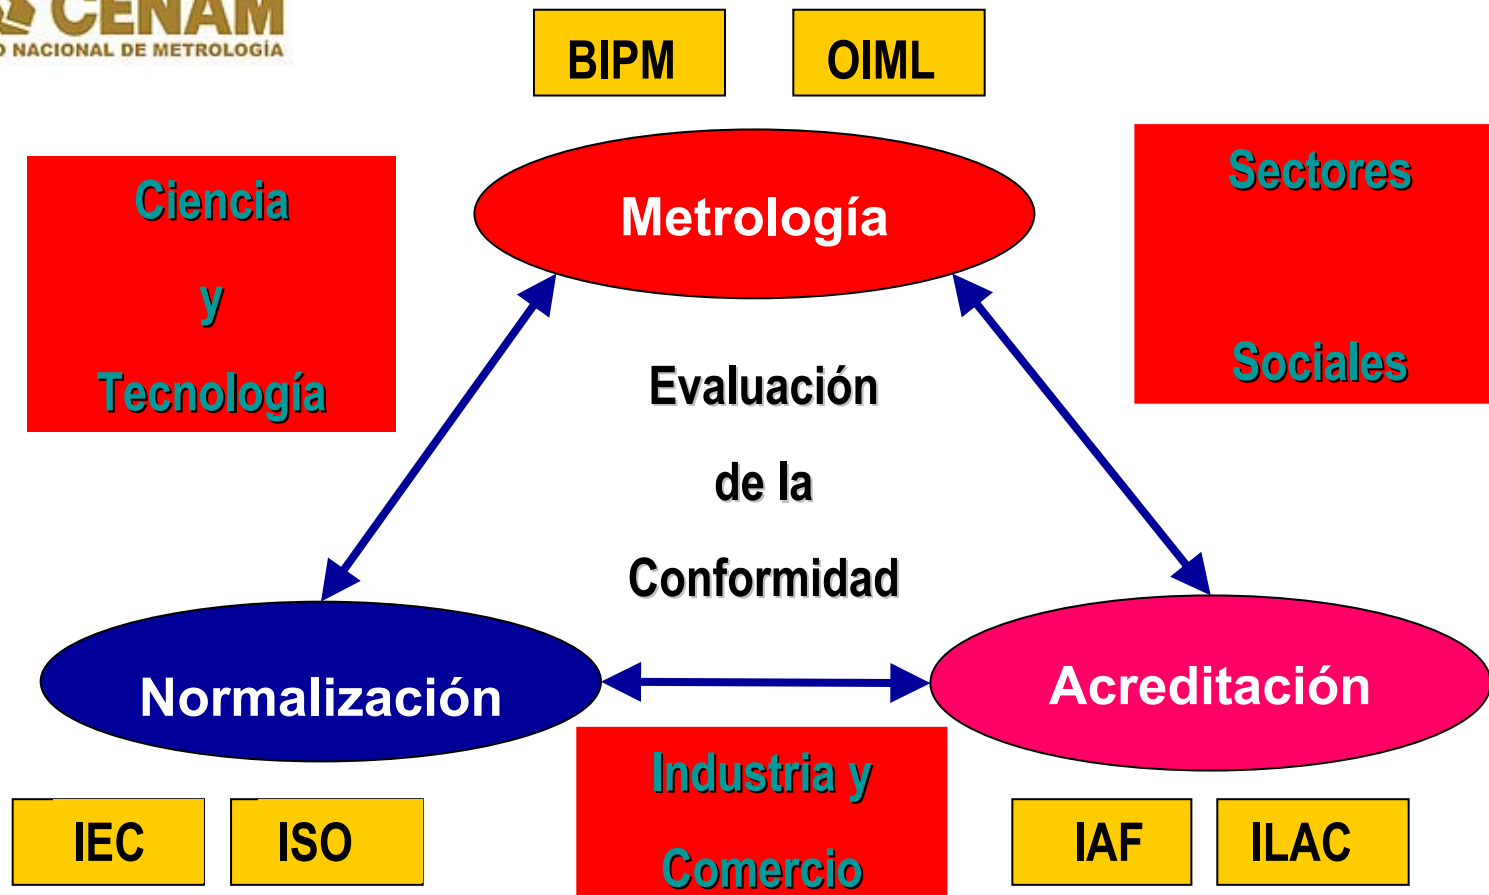 CENAM
NACIONAL DE METROLOGÍA
BIPM
OIML
Metrología
Ciencia
y
Tecnología
Sectores
Sociales
Evaluación
de la
Conformidad
Normalización
Acreditación
Industria y
Comercio
IEC
ISO
IAF
ILAC